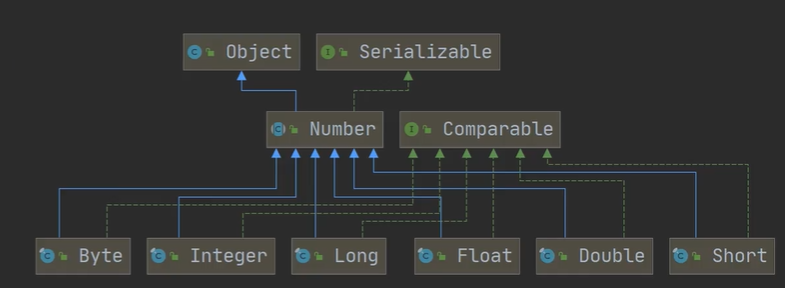 Object Serializable
Number Comparable
Byte Integer Long Float Double Short